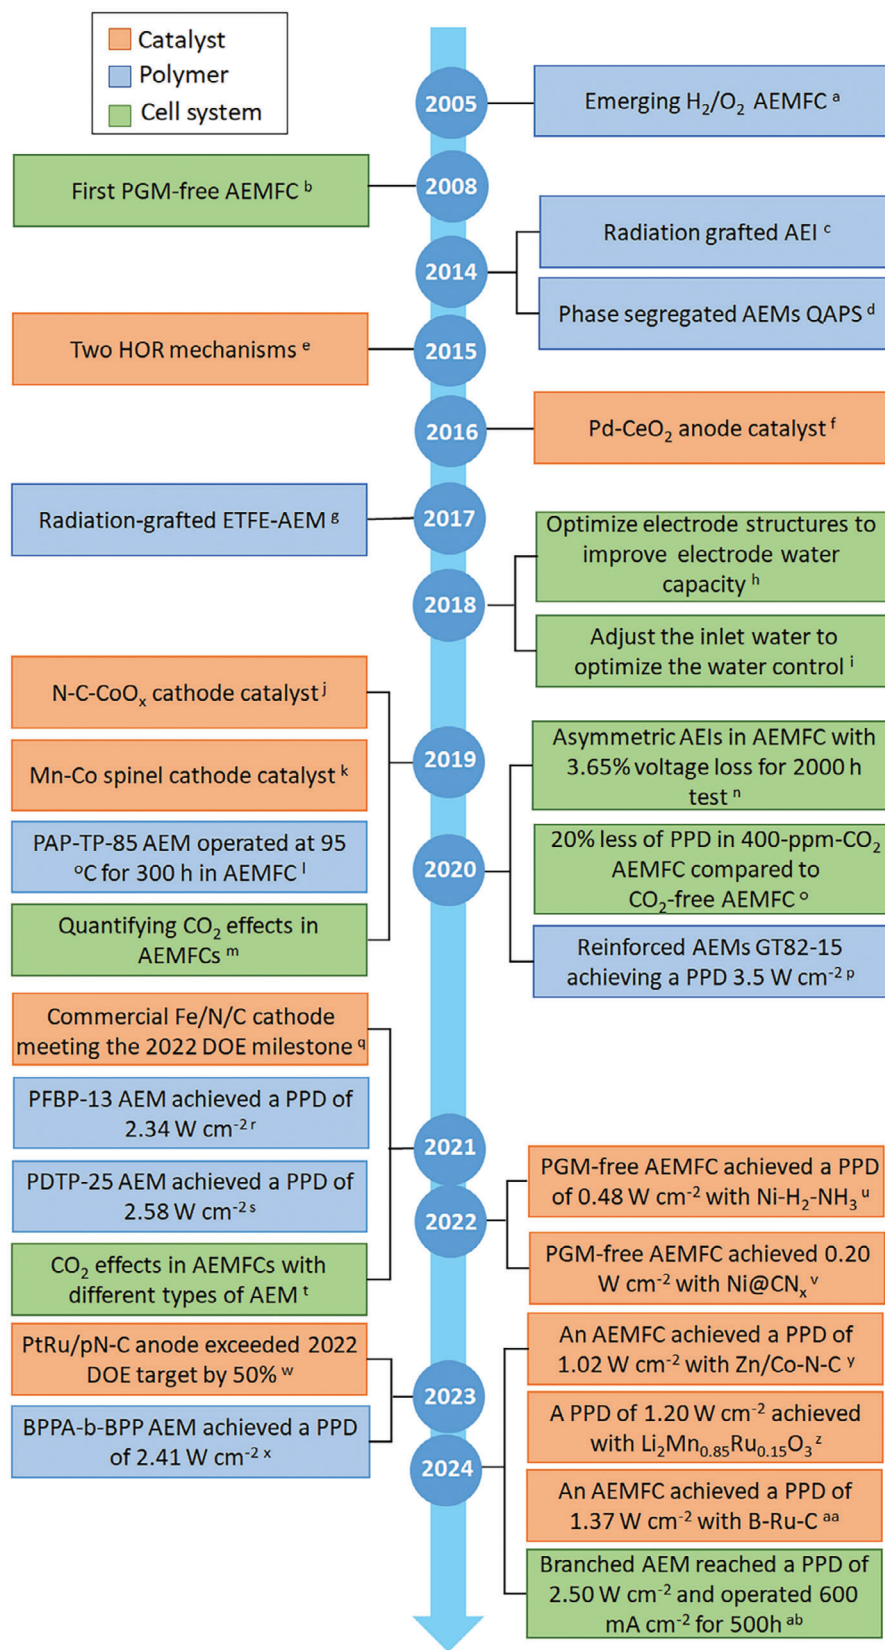 Catalyst
Polymer
Cell system
2005
Emerging H₂/O₂ AEMFC ᵃ
First PGM-free AEMFC ᵇ
2008
2014
Radiation grafted AEI ᶜ
Phase segregated AEMs QAPS ᵈ
Two HOR mechanisms ᵉ
2015
2016
Pd-CeO₂ anode catalyst ᶠ
Radiation-grafted ETFE-AEM ᵍ
2017
2018
Optimize electrode structures to
improve electrode water
capacity ʰ
Adjust the inlet water to
optimize the water control ⁱ
N-C-CoOₓ cathode catalyst ʲ
Mn-Co spinel cathode catalyst ᵏ
PAP-TP-85 AEM operated at 95
ᵒC for 300 h in AEMFC ˡ
Quantifying CO₂ effects in
AEMFCs ᵐ
2019
2020
Asymmetric AEIs in AEMFC with
3.65% voltage loss for 2000 h
test ⁿ
20% less of PPD in 400-ppm-CO₂
AEMFC compared to
CO₂-free AEMFC ᵒ
Reinforced AEMs GT82-15
achieving a PPD 3.5 W cm⁻² ᵖ
Commercial Fe/N/C cathode
meeting the 2022 DOE milestone ᑫ
PFBP-13 AEM achieved a PPD of
2.34 W cm⁻² ʳ
PDTP-25 AEM achieved a PPD of
2.58 W cm⁻² ˢ
CO₂ effects in AEMFCs with
different types of AEM ᵗ
2021
2022
PGM-free AEMFC achieved a PPD
of 0.48 W cm⁻² with Ni-H₂-NH₃ ᵘ
PGM-free AEMFC achieved 0.20
W cm⁻² with Ni@CNₓ ᵛ
PtRu/pN-C anode exceeded 2022
DOE target by 50% ʷ
BPPA-b-BPP AEM achieved a PPD
of 2.41 W cm⁻² ˣ
2023
2024
An AEMFC achieved a PPD of
1.02 W cm⁻² with Zn/Co-N-C ʸ
A PPD of 1.20 W cm⁻² achieved
with Li₂Mn₀.₈₅Ru₀.₁₅O₃ ᶻ
An AEMFC achieved a PPD of
1.37 W cm⁻² with B-Ru-C ᵃᵃ
Branched AEM reached a PPD of
2.50 W cm⁻² and operated 600
mA cm⁻² for 500h ᵃᵇ